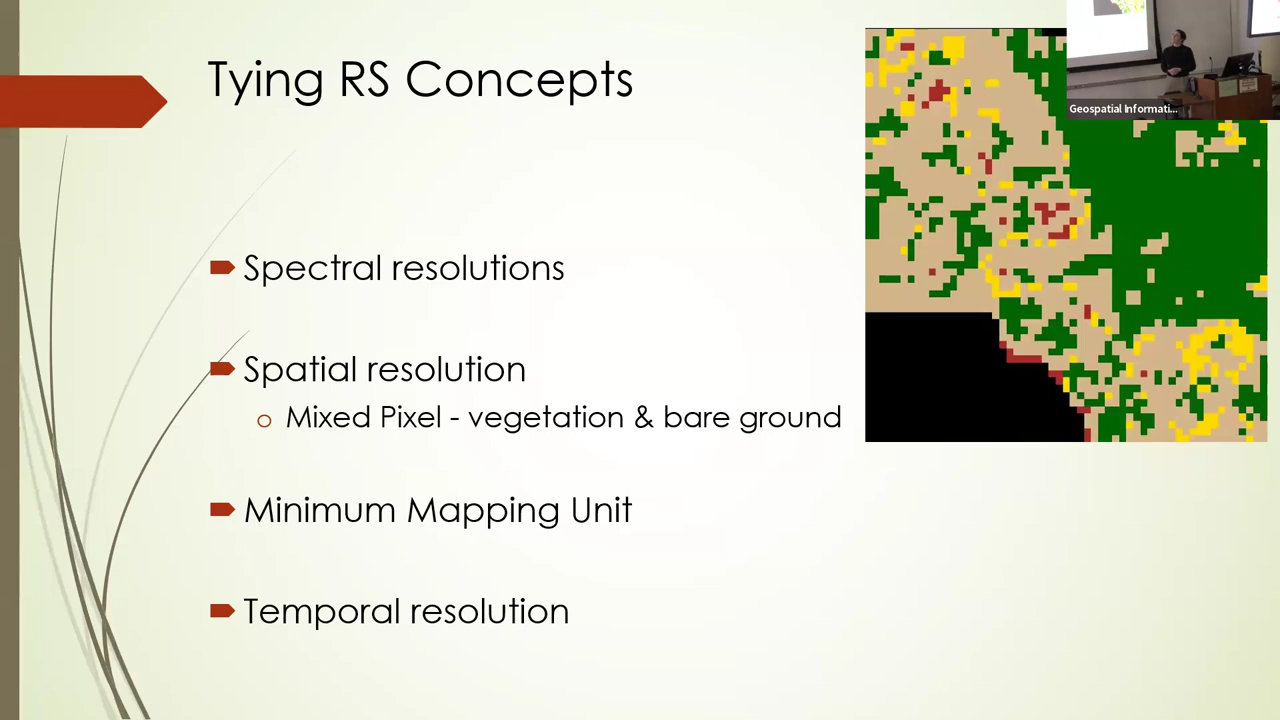 Tying RS Concepts
Geospatial Informati...
Spectral resolutions
Spatial resolution
Mixed Pixel - vegetation & bare ground
Minimum Mapping Unit
Temporal resolution